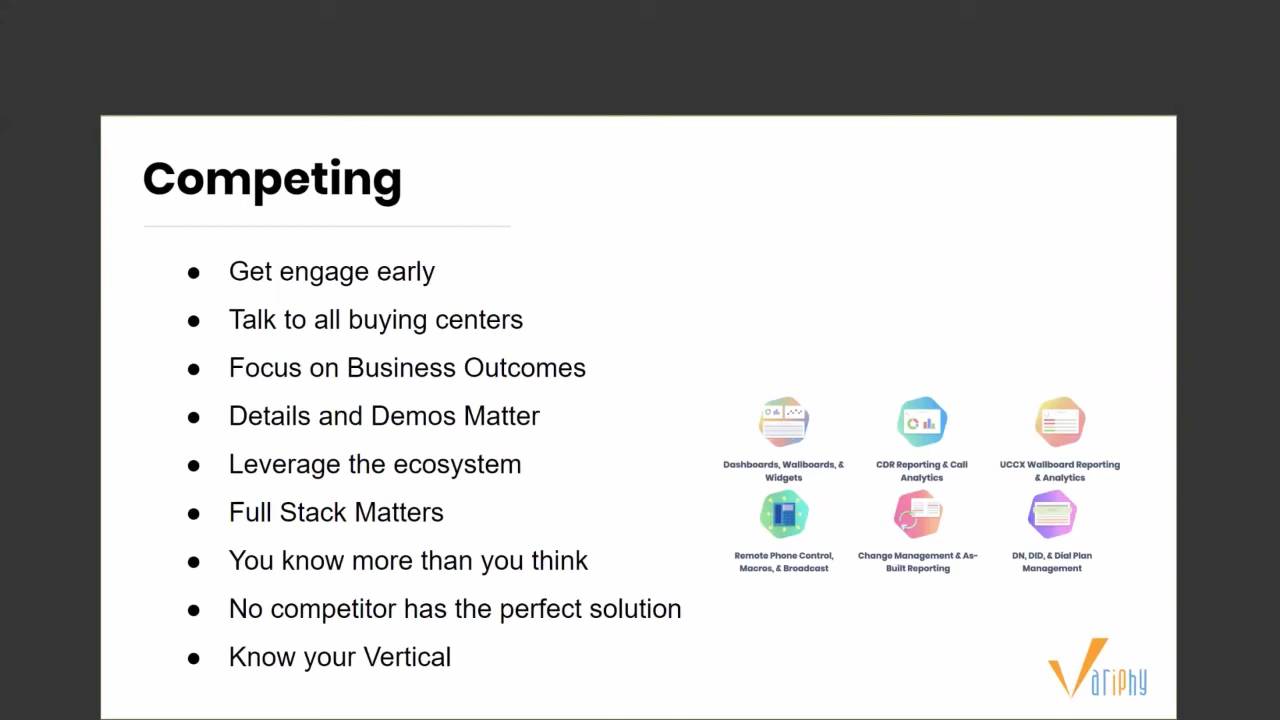 Competing
● Get engage early
● Talk to all buying centers
● Focus on Business Outcomes
● Details and Demos Matter
● Leverage the ecosystem
● Full Stack Matters
● You know more than you think
● No competitor has the perfect solution
● Know your Vertical
Dashboards, Wallboards, &
Widgets
CDR Reporting & Call
Analytics
UCCX Wallboard Reporting
& Analytics
Remote Phone Control,
Macros, & Broadcast
Change Management & As-
Built Reporting
DN, DID, & Dial Plan
Management
Variphy